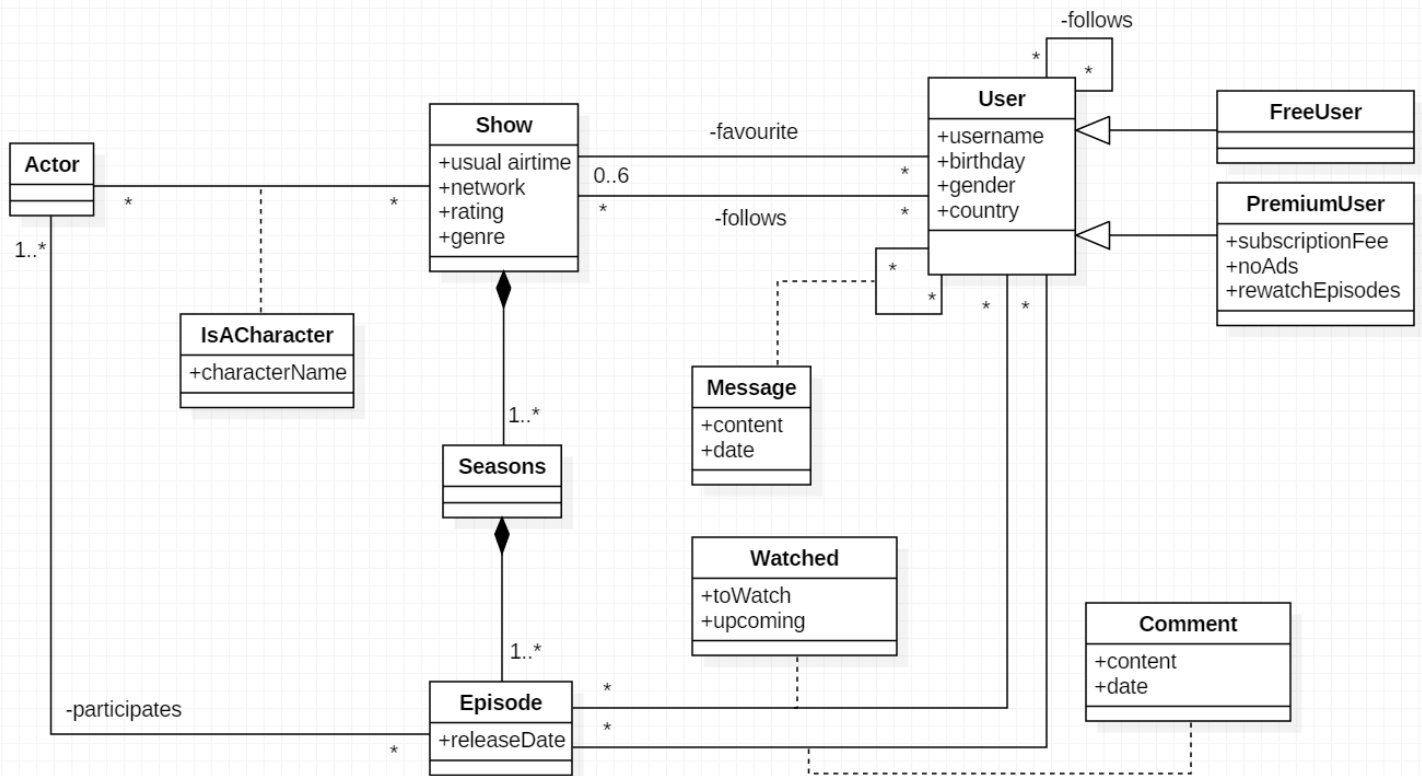 -follows
*
*
User
+username
+birthday
+gender
+country
FreeUser
PremiumUser
+subscriptionFee
+noAds
+rewatchEpisodes
Show
+usual airtime
+network
+rating
+genre
-favourite
0..6
*
*
-follows
*
Actor
*
*
1..*
IsACharacter
+characterName
*
*
*
*
Message
+content
+date
1..*
Seasons
Watched
+toWatch
+upcoming
Comment
+content
+date
1..*
Episode
+releaseDate
*
*
-participates
*